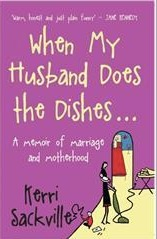 'Warm, honest and just plain funny' - JANE KENNEDY
When My
Husband Does
the Dishes...
A memoir of marriage
and motherhood
Kerri
Sackville